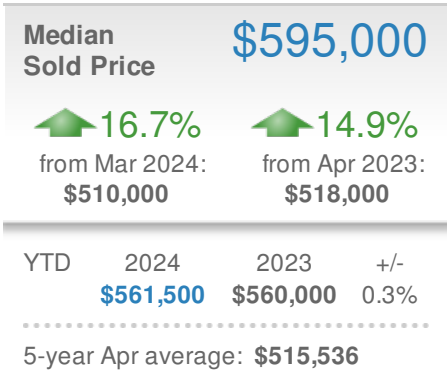 Median $595,000
Sold Price
16.7% 14.9%
from Mar 2024: from Apr 2023:
$510,000 $518,000
YTD 2024 2023 +/-
$561,500 $560,000 0.3%
5-year Apr average: $515,536